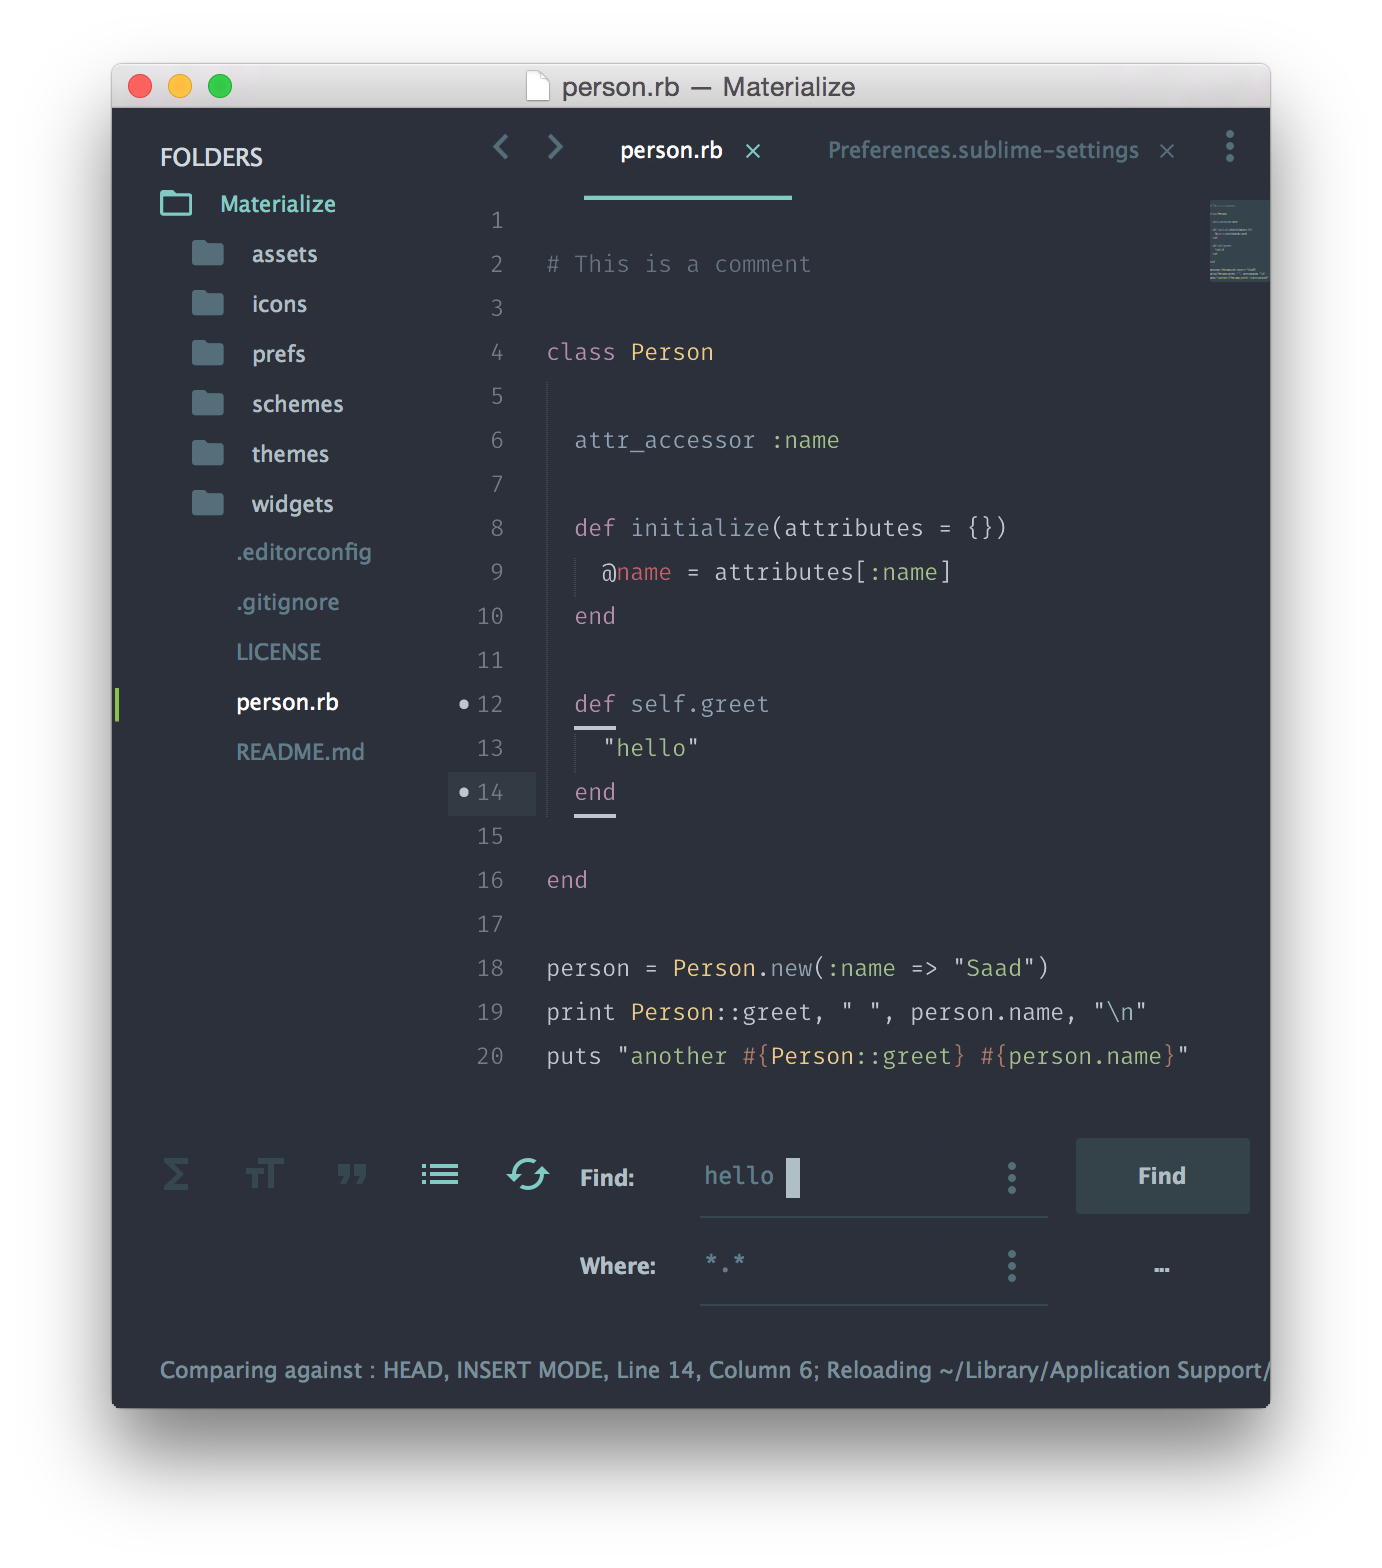 person.rb — Materialize
FOLDERS
Materialize
assets
icons
prefs
schemes
themes
widgets
.editorconfig
.gitignore
LICENSE
person.rb
README.md
person.rb × Preferences.sublime-settings ×
1
2 # This is a comment
3
4 class Person
5
6 attr_accessor :name
7
8 def initialize(attributes = {})
9 @name = attributes[:name]
10 end
11
12 def self.greet
13 "hello"
14 end
15
16 end
17
18 person = Person.new(:name => "Saad")
19 print Person::greet, " ", person.name, "\n"
20 puts "another #{Person::greet} #{person.name}"
Find: hello Find
Where: *.* ...
Comparing against : HEAD, INSERT MODE, Line 14, Column 6; Reloading ~/Library/Application Support/